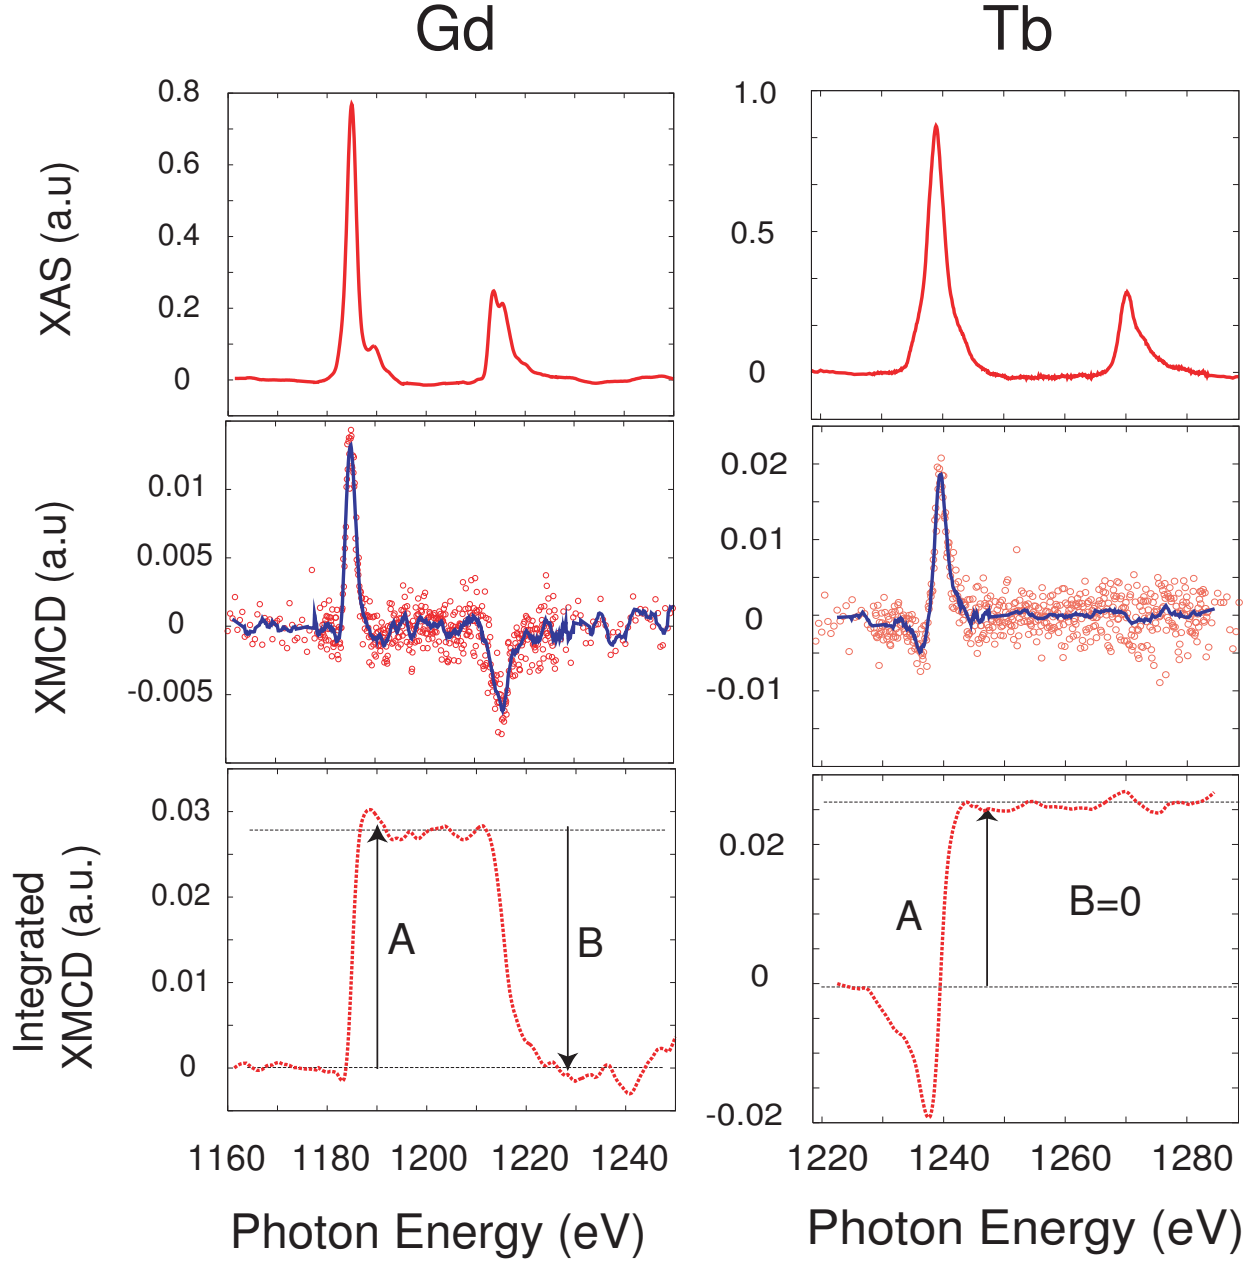 Gd
Tb
XAS (a.u)
0.8
0.6
0.4
0.2
0
1.0
0.5
0
XMCD (a.u)
0.01
0.005
0
-0.005
0.02
0.01
0
-0.01
Integrated
XMCD (a.u.)
0.03
0.02
0.01
0
A
B
0.02
0
-0.02
A
B=0
1160 1180 1200 1220 1240
1220 1240 1260 1280
Photon Energy (eV)
Photon Energy (eV)